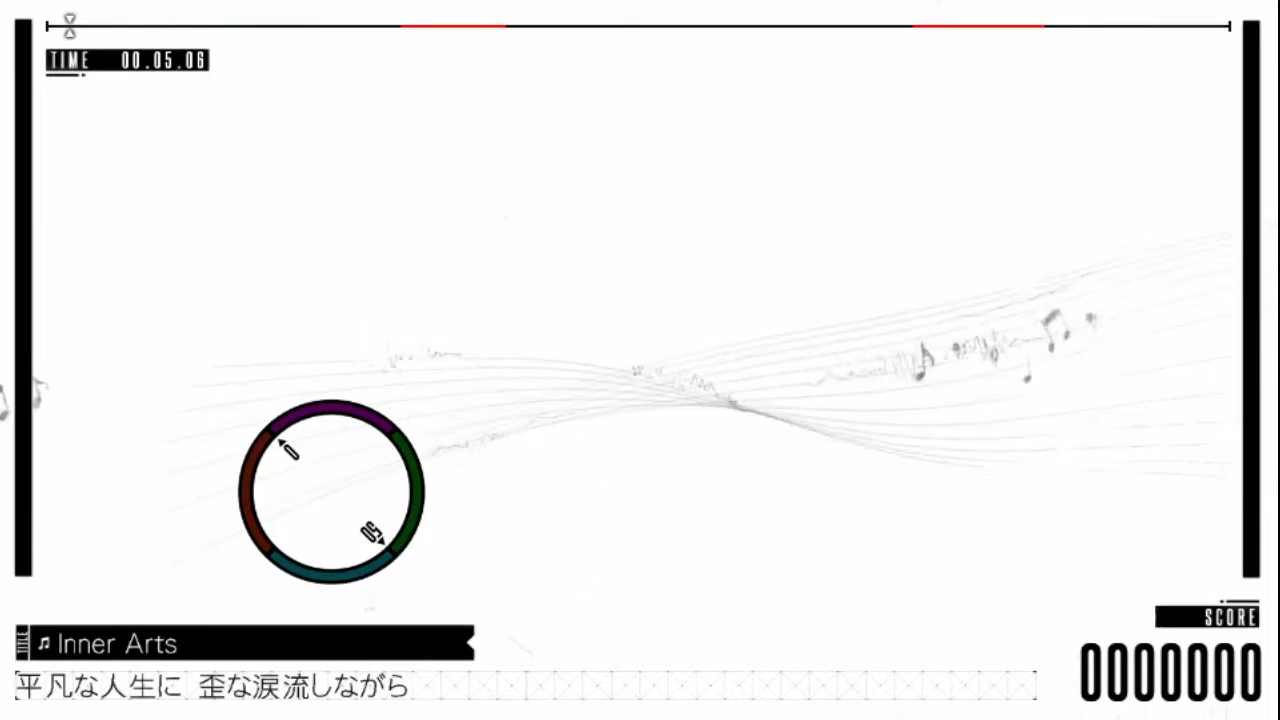 TIME 00.05.06
0
50
TITLE ♫ Inner Arts
平凡な人生に 歪な涙流しながら
SCORE
0000000